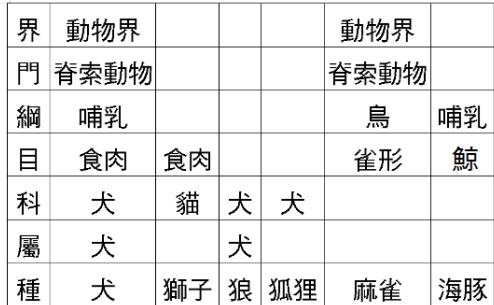 界 動物界 動物界
門 脊索動物 脊索動物
綱 哺乳 鳥 哺乳
目 食肉 食肉 雀形 鯨
科 犬 貓 犬 犬
屬 犬 犬
種 犬 獅子 狼 狐狸 麻雀 海豚